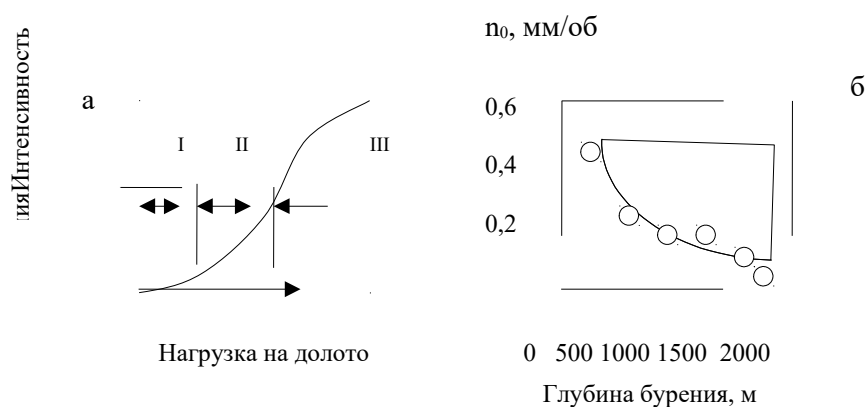 n₀, мм/об
ияИнтенсивность
а
б
0,6
I II III
0,4
0,2
Нагрузка на долото
0 500 1000 1500 2000
Глубина бурения, м